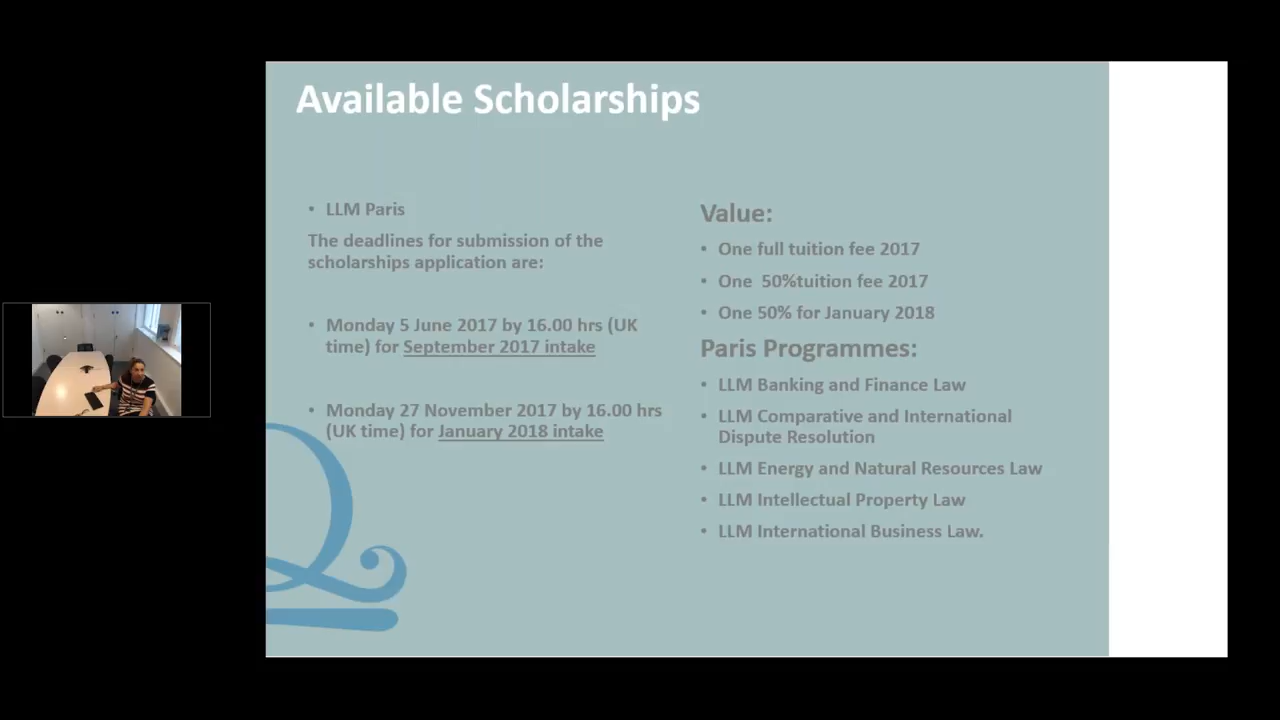 Available Scholarships
• LLM Paris
The deadlines for submission of the
scholarships application are:
• Monday 5 June 2017 by 16.00 hrs (UK
time) for September 2017 intake
• Monday 27 November 2017 by 16.00 hrs
(UK time) for January 2018 intake
Value:
• One full tuition fee 2017
• One  50%tuition fee 2017
• One 50% for January 2018
Paris Programmes:
• LLM Banking and Finance Law
• LLM Comparative and International
Dispute Resolution
• LLM Energy and Natural Resources Law
• LLM Intellectual Property Law
• LLM International Business Law.